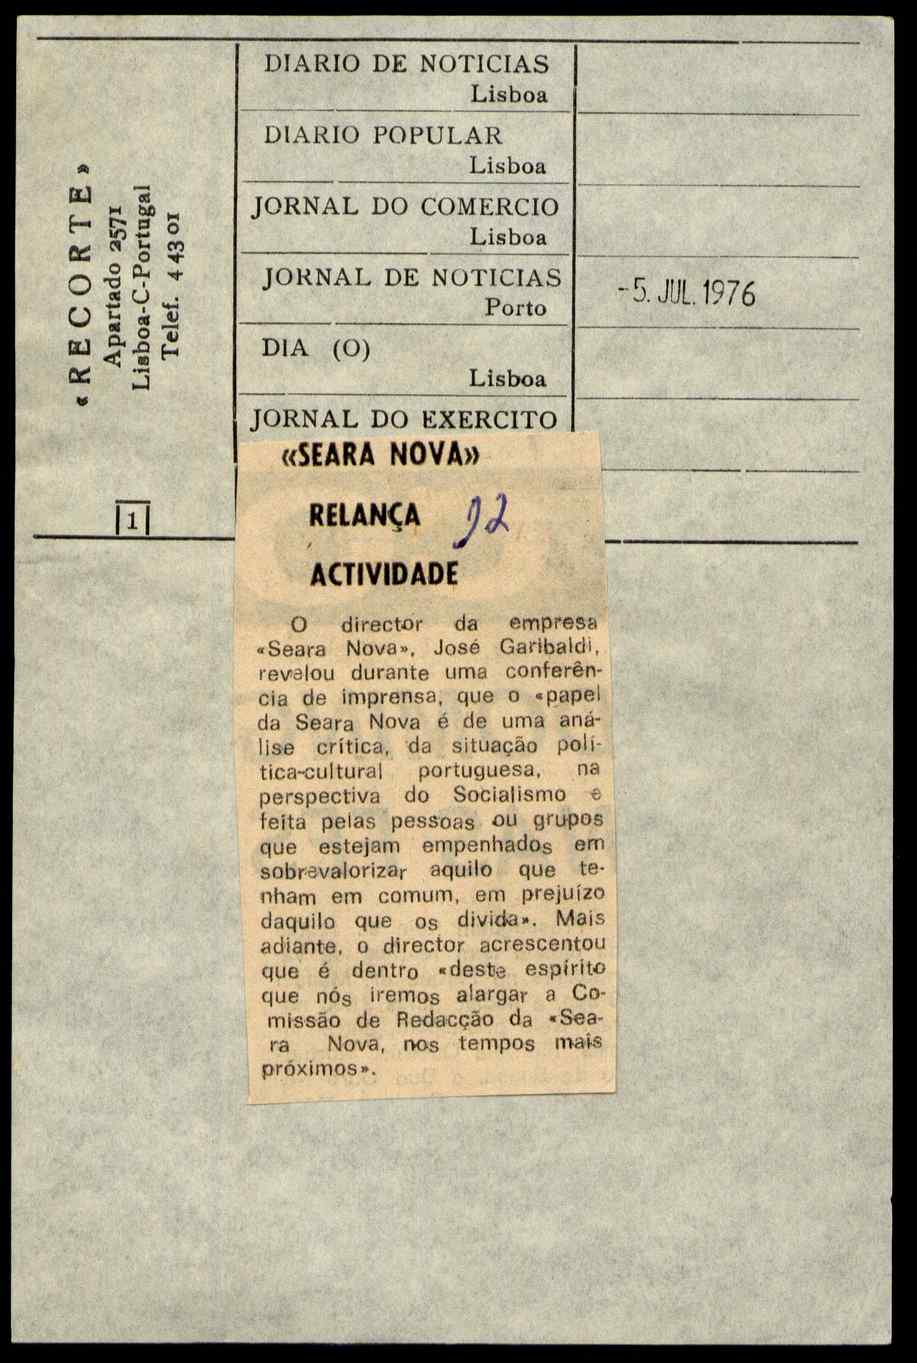 «RECORTE»
Apartado 2571
Lisboa-C-Portugal
Telef. 4 43 01
1
DIARIO DE NOTICIAS
Lisboa
DIARIO POPULAR
Lisboa
JORNAL DO COMERCIO
Lisboa
JORNAL DE NOTICIAS
Porto
-5. JUL. 1976
DIA (O)
Lisboa
JORNAL DO EXERCITO
«SEARA NOVA»
RELANÇA
ACTIVIDADE
O director da empresa
«Seara Nova», José Garibaldi,
revelou durante uma conferên-
cia de imprensa, que o «papel
da Seara Nova é de uma aná-
lise crítica, da situação polí-
tica-cultural portuguesa, na
perspectiva do Socialismo e
feita pelas pessoas ou grupos
que estejam empenhados em
sobrevalorizar aquilo que te-
nham em comum, em prejuízo
daquilo que os divida». Mais
adiante, o director acrescentou
que é dentro «deste espírito
que nós iremos alargar a Co-
missão de Redacção da «Sea-
ra Nova, nos tempos mais
próximos».